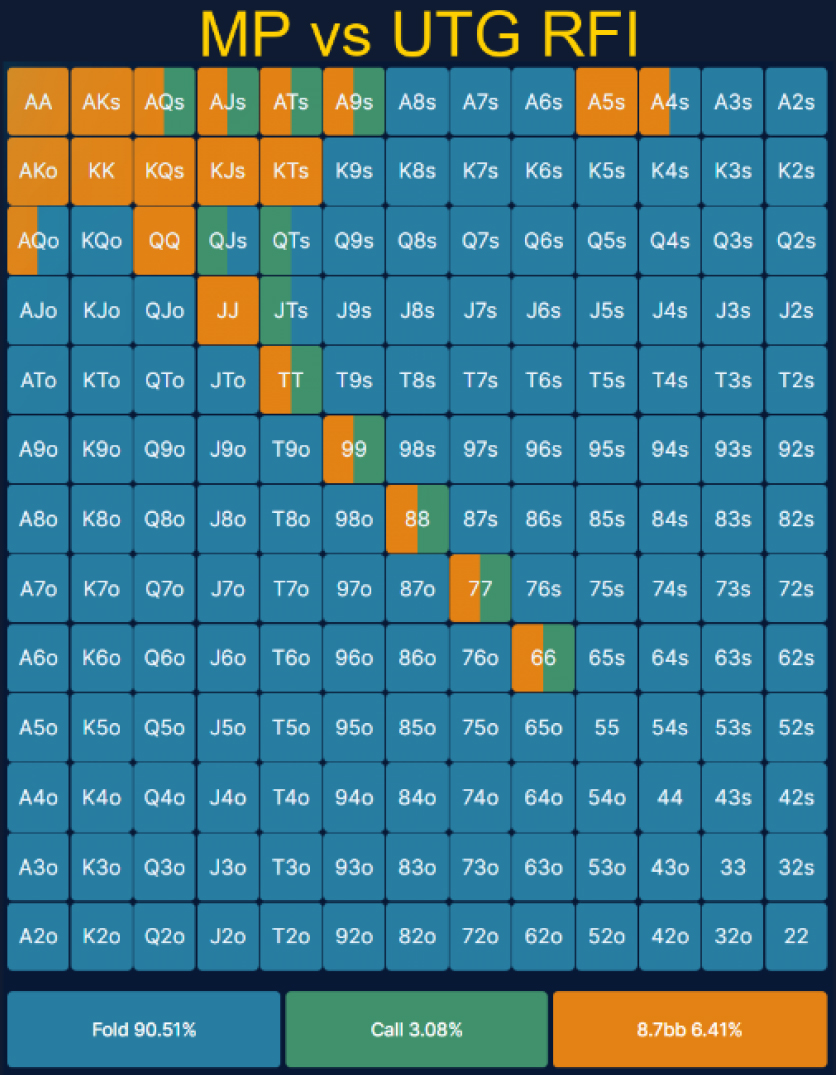 MP vs UTG RFI
AA AKs AQs AJs ATs A9s A8s A7s A6s A5s A4s A3s A2s
AKo KK KQs KJs KTs K9s K8s K7s K6s K5s K4s K3s K2s
AQo KQo QQ QJs QTs Q9s Q8s Q7s Q6s Q5s Q4s Q3s Q2s
AJo KJo QJo JJ JTs J9s J8s J7s J6s J5s J4s J3s J2s
ATo KTo QTo JTo TT T9s T8s T7s T6s T5s T4s T3s T2s
A9o K9o Q9o J9o T9o 99 98s 97s 96s 95s 94s 93s 92s
A8o K8o Q8o J8o T8o 98o 88 87s 86s 85s 84s 83s 82s
A7o K7o Q7o J7o T7o 97o 87o 77 76s 75s 74s 73s 72s
A6o K6o Q6o J6o T6o 96o 86o 76o 66 65s 64s 63s 62s
A5o K5o Q5o J5o T5o 95o 85o 75o 65o 55 54s 53s 52s
A4o K4o Q4o J4o T4o 94o 84o 74o 64o 54o 44 43s 42s
A3o K3o Q3o J3o T3o 93o 83o 73o 63o 53o 43o 33 32s
A2o K2o Q2o J2o T2o 92o 82o 72o 62o 52o 42o 32o 22
Fold 90.51% Call 3.08% 8.7bb 6.41%